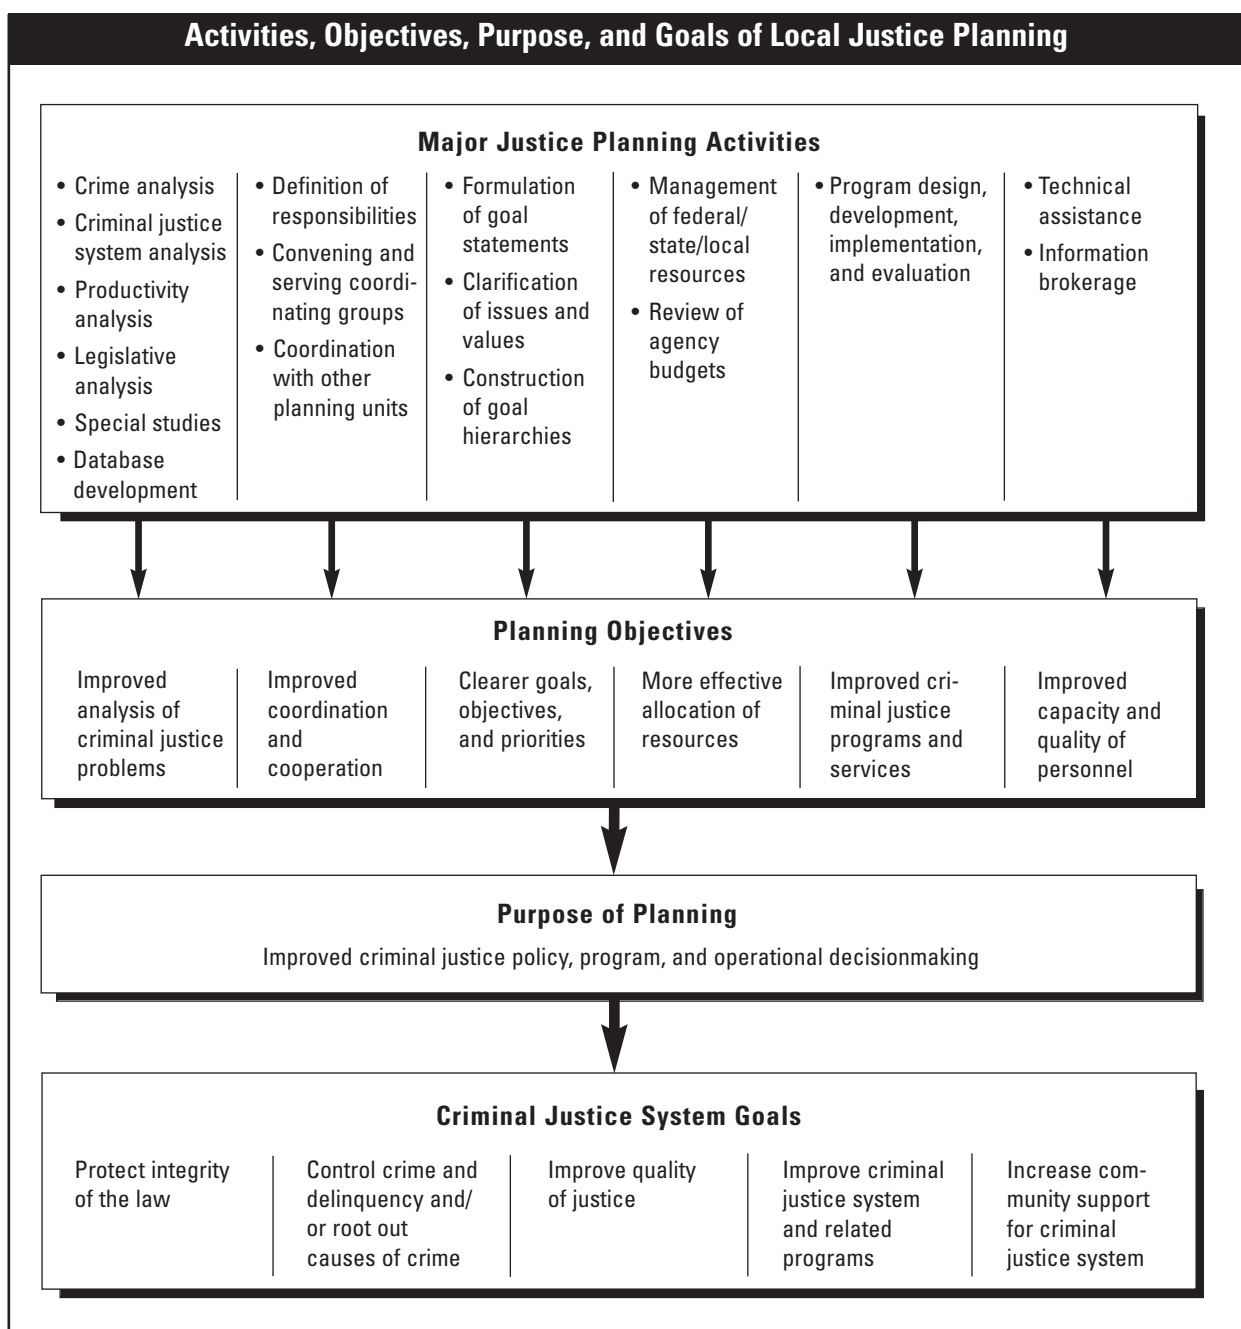 Activities, Objectives, Purpose, and Goals of Local Justice Planning
Major Justice Planning Activities
• Crime analysis
• Criminal justice
system analysis
• Productivity
analysis
• Legislative
analysis
• Special studies
• Database
development
• Definition of
responsibilities
• Convening and
serving coordi-
nating groups
• Coordination
with other
planning units
• Formulation
of goal
statements
• Clarification
of issues and
values
• Construction
of goal
hierarchies
• Management
of federal/
state/local
resources
• Review of
agency
budgets
• Program design,
development,
implementation,
and evaluation
• Technical
assistance
• Information
brokerage
Planning Objectives
Improved
analysis of
criminal justice
problems
Improved
coordination
and
cooperation
Clearer goals,
objectives,
and priorities
More effective
allocation of
resources
Improved cri-
minal justice
programs and
services
Improved
capacity and
quality of
personnel
Purpose of Planning
Improved criminal justice policy, program, and operational decisionmaking
Criminal Justice System Goals
Protect integrity
of the law
Control crime and
delinquency and/
or root out
causes of crime
Improve quality
of justice
Improve criminal
justice system
and related
programs
Increase com-
munity support
for criminal
justice system